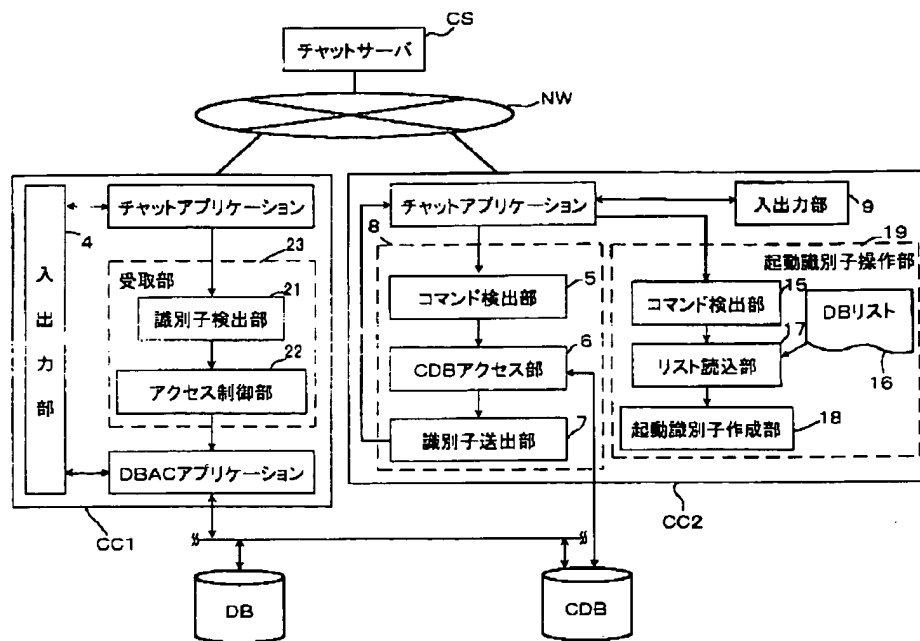 CS
チャットサーバ
NW
チャットアプリケーション
4
入出力部
23
受取部
21
識別子検出部
22
アクセス制御部
DBACアプリケーション
CC1
チャットアプリケーション
入出力部
9
8
コマンド検出部
5
6
CDBアクセス部
識別子送出部
7
19
起動識別子操作部
コマンド検出部
15
DBリスト
17
リスト読込部
16
起動識別子作成部
18
CC2
DB
CDB